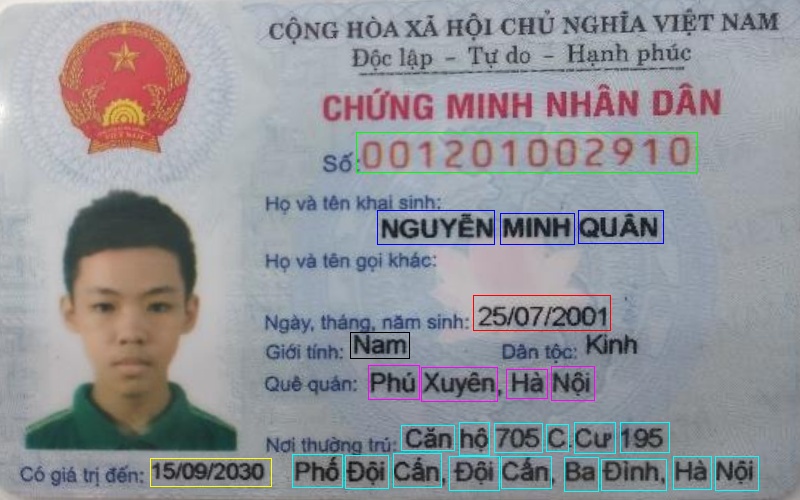 CỘNG HÒA XÃ HỘI CHỦ NGHĨA VIỆT NAM
Độc lập - Tự do - Hạnh phúc
CHỨNG MINH NHÂN DÂN
Số: 001201002910
Họ và tên khai sinh:
NGUYỄN MINH QUÂN
Họ và tên gọi khác:
Ngày, tháng, năm sinh: 25/07/2001
Giới tính: Nam Dân tộc: Kinh
Quê quán: Phú Xuyên, Hà Nội
Nơi thường trú: Căn hộ 705 C.Cư 195
Có giá trị đến: 15/09/2030 Phố Đội Cấn, Đội Cấn, Ba Đình, Hà Nội